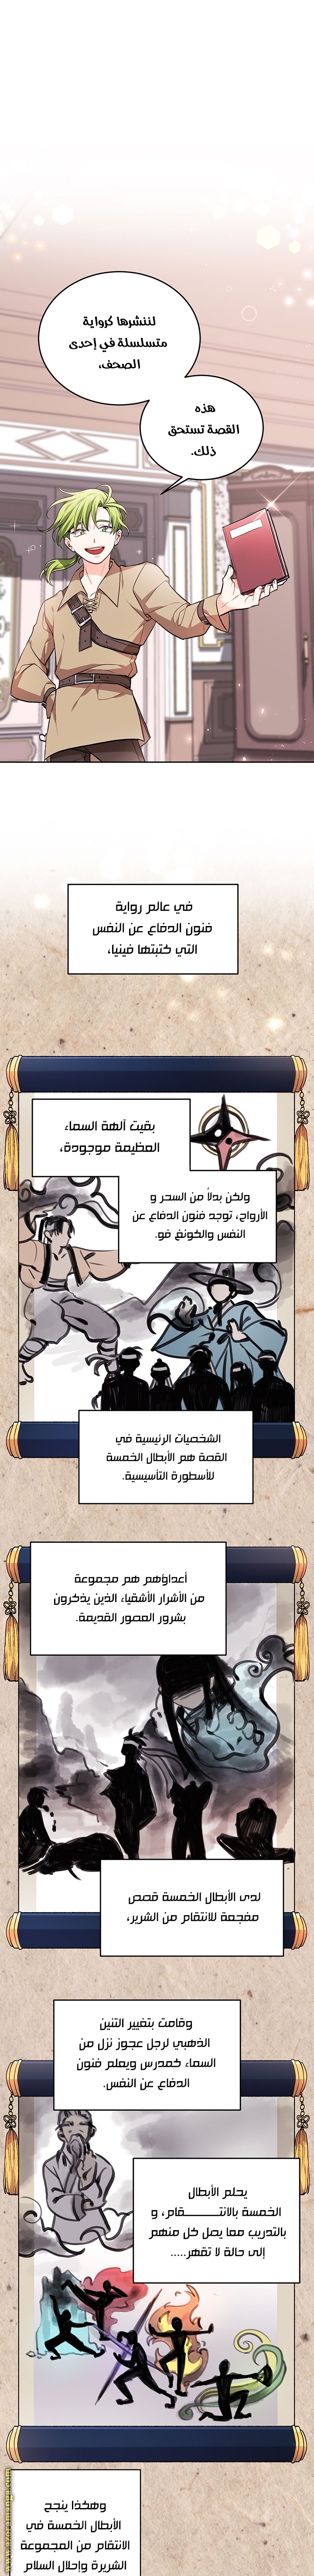 لننشرها كرواية
متسلسلة في إحدى
الصحف،
هذه
القصة تستحق
ذلك.
في عالم رواية
فنون الدفاع عن النفس
التي كتبتها فينيا،
بقيت آلهة السماء
العظيمة موجودة،
ولكن بدلاً من السحر و
الأرواح، توجد فنون الدفاع عن
النفس والكونغ فو.
الشخصيات الرئيسية في
القصة هم الأبطال الخمسة
للأسطورة التأسيسية.
أعداؤهم هم مجموعة
من الأشرار الأشقياء الذين يذكرون
بشرور العصور القديمة.
لدى الأبطال الخمسة قصص
مفجعة للانتقام من الشرير،
وقامت بتغيير التنين
الذهبي لرجل عجوز نزل من
السماء كمدرس ويعلم فنون
الدفاع عن النفس.
يحلم الأبطال
الخمسة بالانتـــــــــقام، و
بالتدريب معا يصل كل منهم
إلى حالة لا تقهر.....
وهكذا ينجح
الأبطال الخمسة في
الانتقام من المجموعة
الشريرة وإحلال السلام